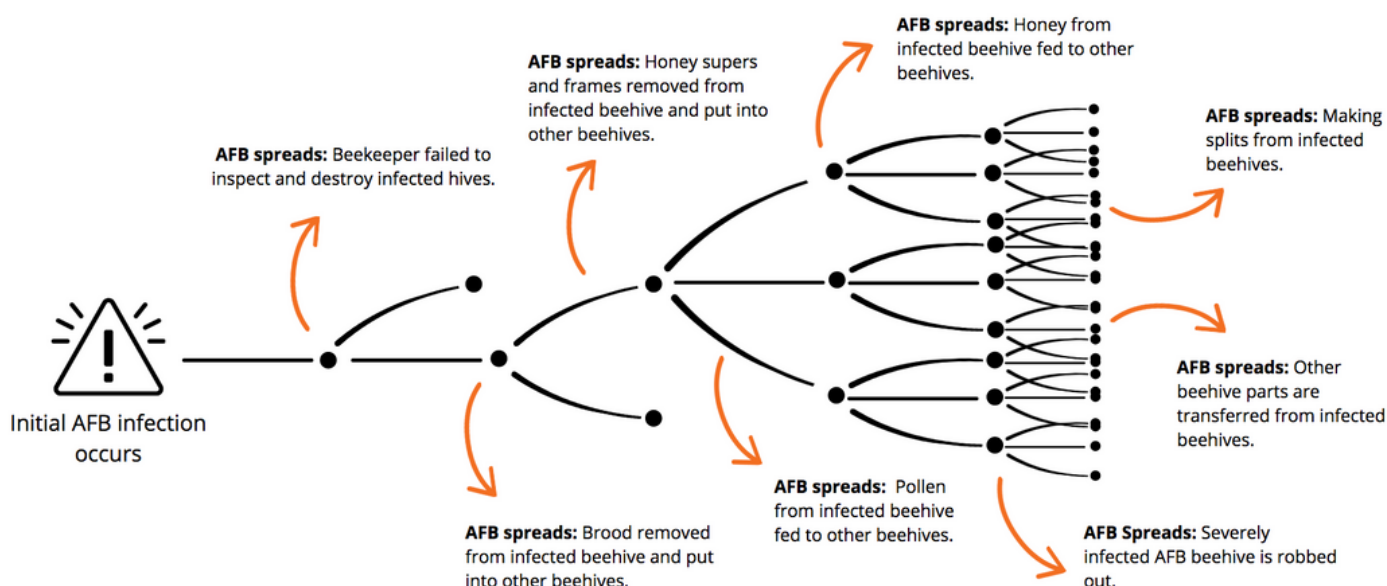 AFB spreads: Honey from
infected beehive fed to other
beehives.
AFB spreads: Honey supers
and frames removed from
infected beehive and put into
other beehives.
AFB spreads: Making
splits from infected
beehives.
AFB spreads: Beekeeper failed to
inspect and destroy infected hives.
Initial AFB infection
occurs
AFB spreads: Other
beehive parts are
transferred from infected
beehives.
AFB spreads: Pollen
from infected beehive
fed to other beehives.
AFB spreads: Brood removed
from infected beehive and put
into other beehives.
AFB Spreads: Severely
infected AFB beehive is robbed
out.